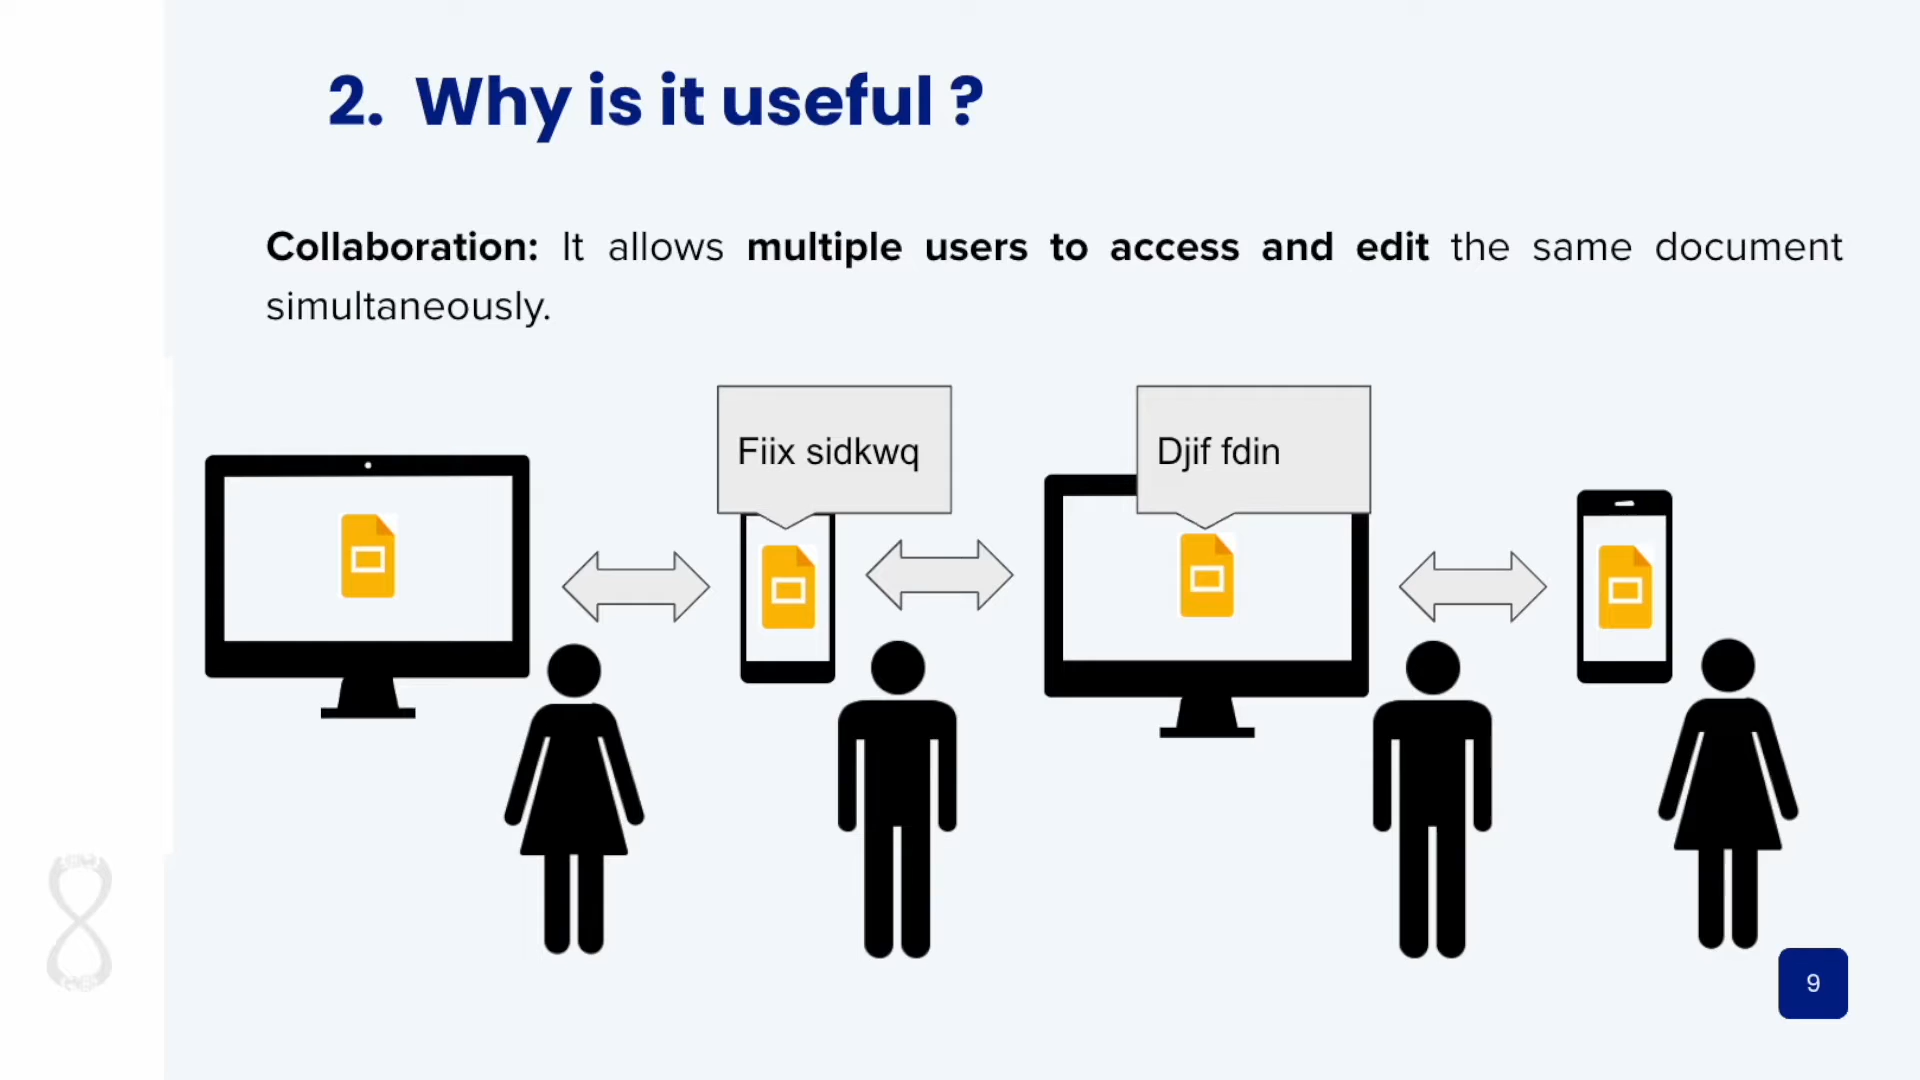 2. Why is it useful ?
Collaboration: It allows multiple users to access and edit the same document
simultaneously.
Fiix sidkwq
Djif fdin
9